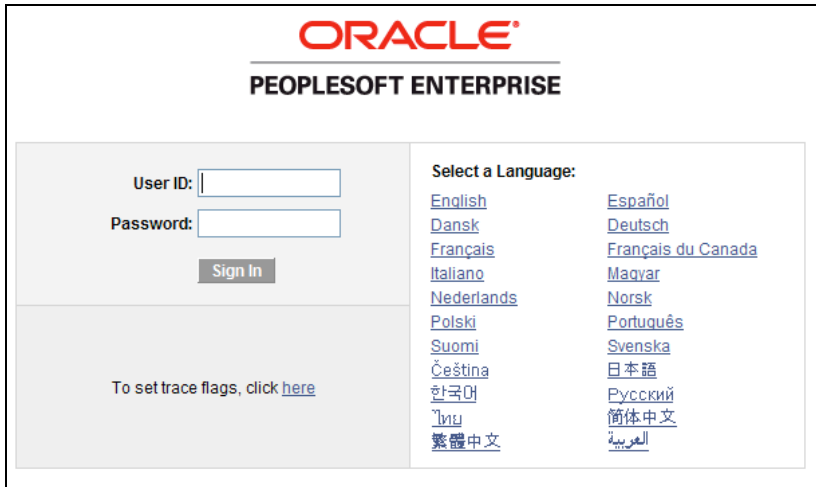 ORACLE®
PEOPLESOFT ENTERPRISE
User ID:
Password:
Sign In
To set trace flags, click here
Select a Language:
English Español
Dansk Deutsch
Français Français du Canada
Italiano Magyar
Nederlands Norsk
Polski Português
Suomi Svenska
Čeština 日本語
한국어 Русский
ไทย 简体中文
繁體中文 العربية